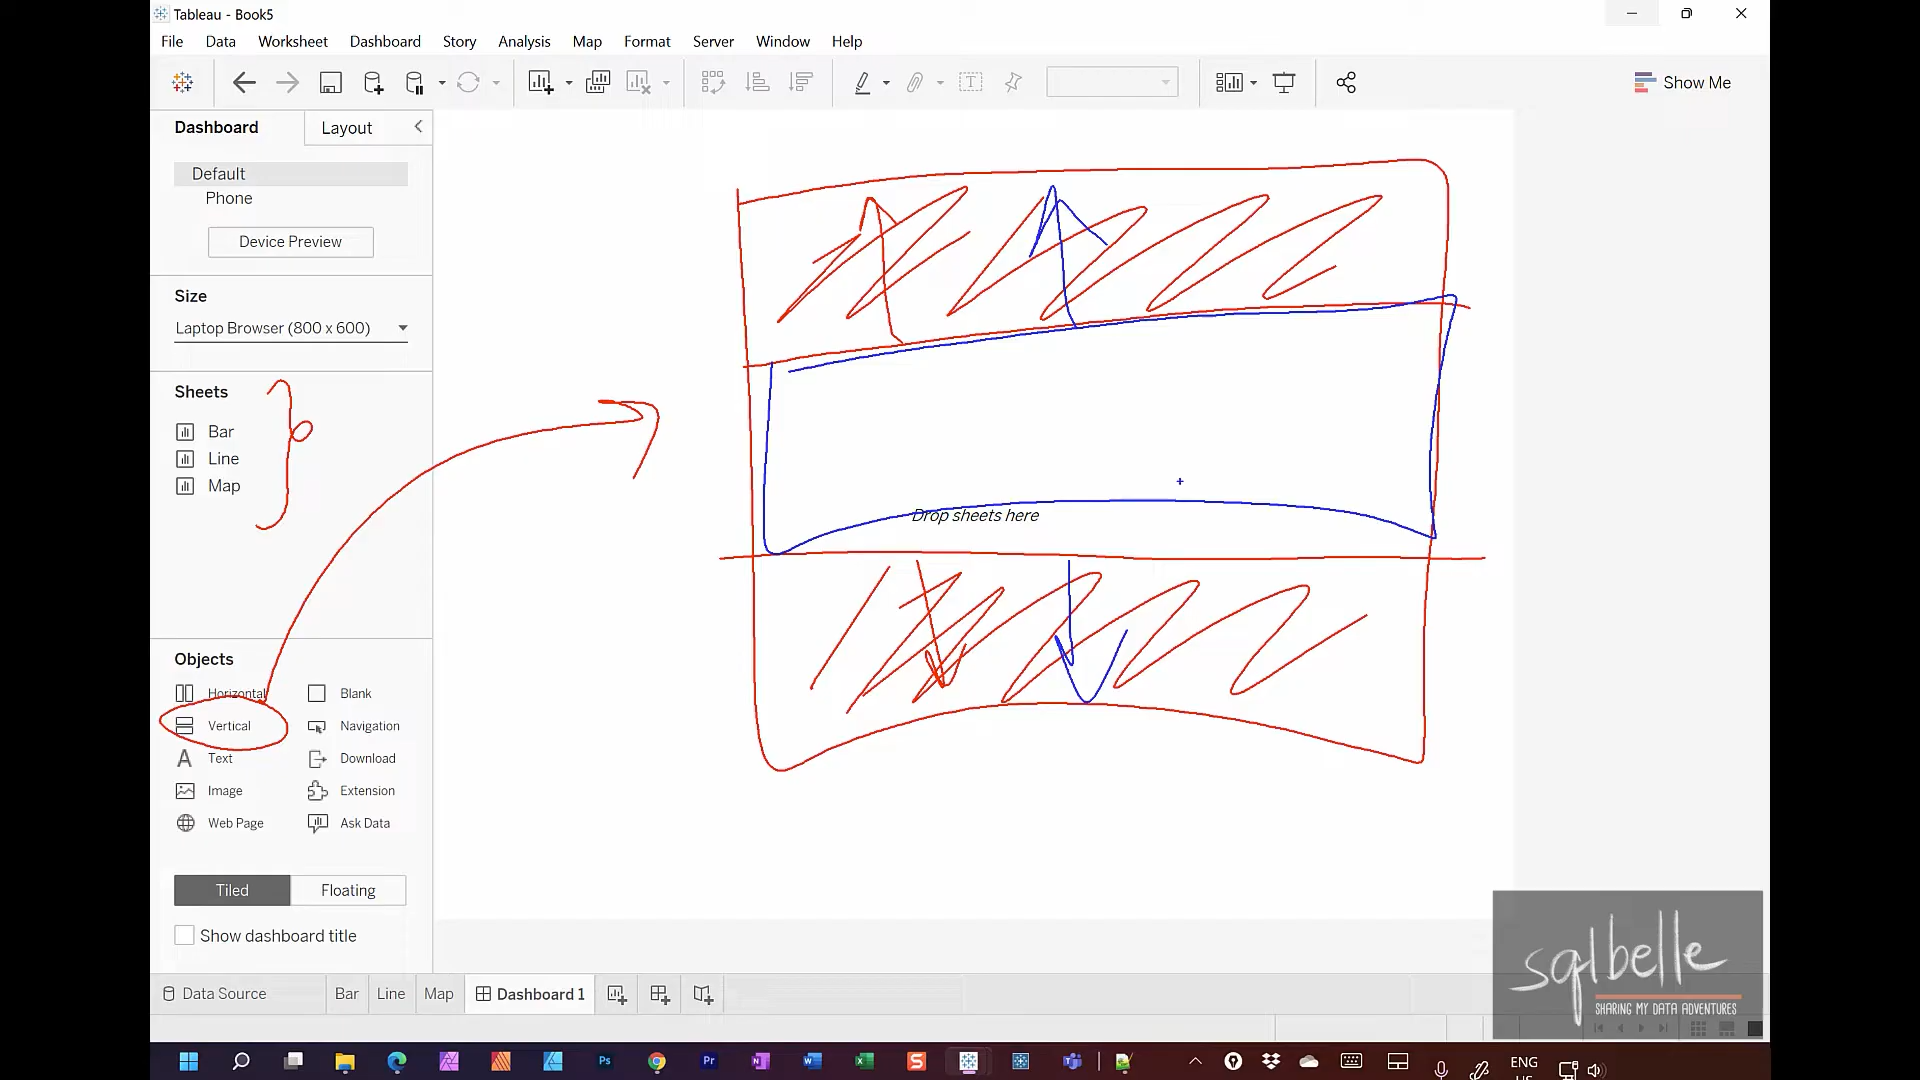 Tableau - Book5
File Data Worksheet Dashboard Story Analysis Map Format Server Window Help
Show Me
Dashboard Layout
Default
Phone
Device Preview
Size
Laptop Browser (800 x 600)
Sheets
Bar
Line
Map
Drop sheets here
Objects
Horizontal Blank
Vertical Navigation
Text Download
Image Extension
Web Page Ask Data
Tiled Floating
Show dashboard title
Data Source Bar Line Map Dashboard 1
sqlbelle
SHARING MY DATA ADVENTURES
ENG